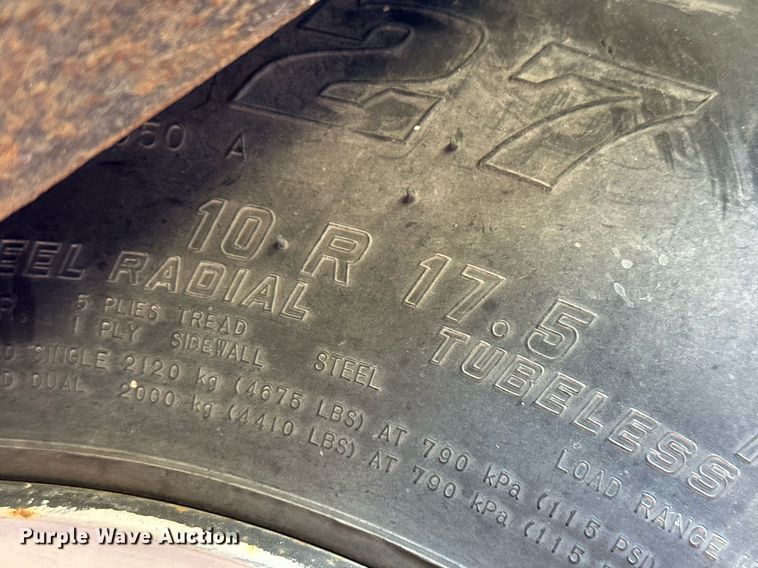 27
050 A
10 R 17.5
EEL RADIAL TUBELESS
5 PLIES TREAD
1 PLY SIDEWALL STEEL
LOAD RANGE
SINGLE 2120 kg (4675 LBS) AT 790 kPa (115 PSI)
DUAL 2000 kg (4410 LBS) AT 790 kPa (115
Purple Wave Auction